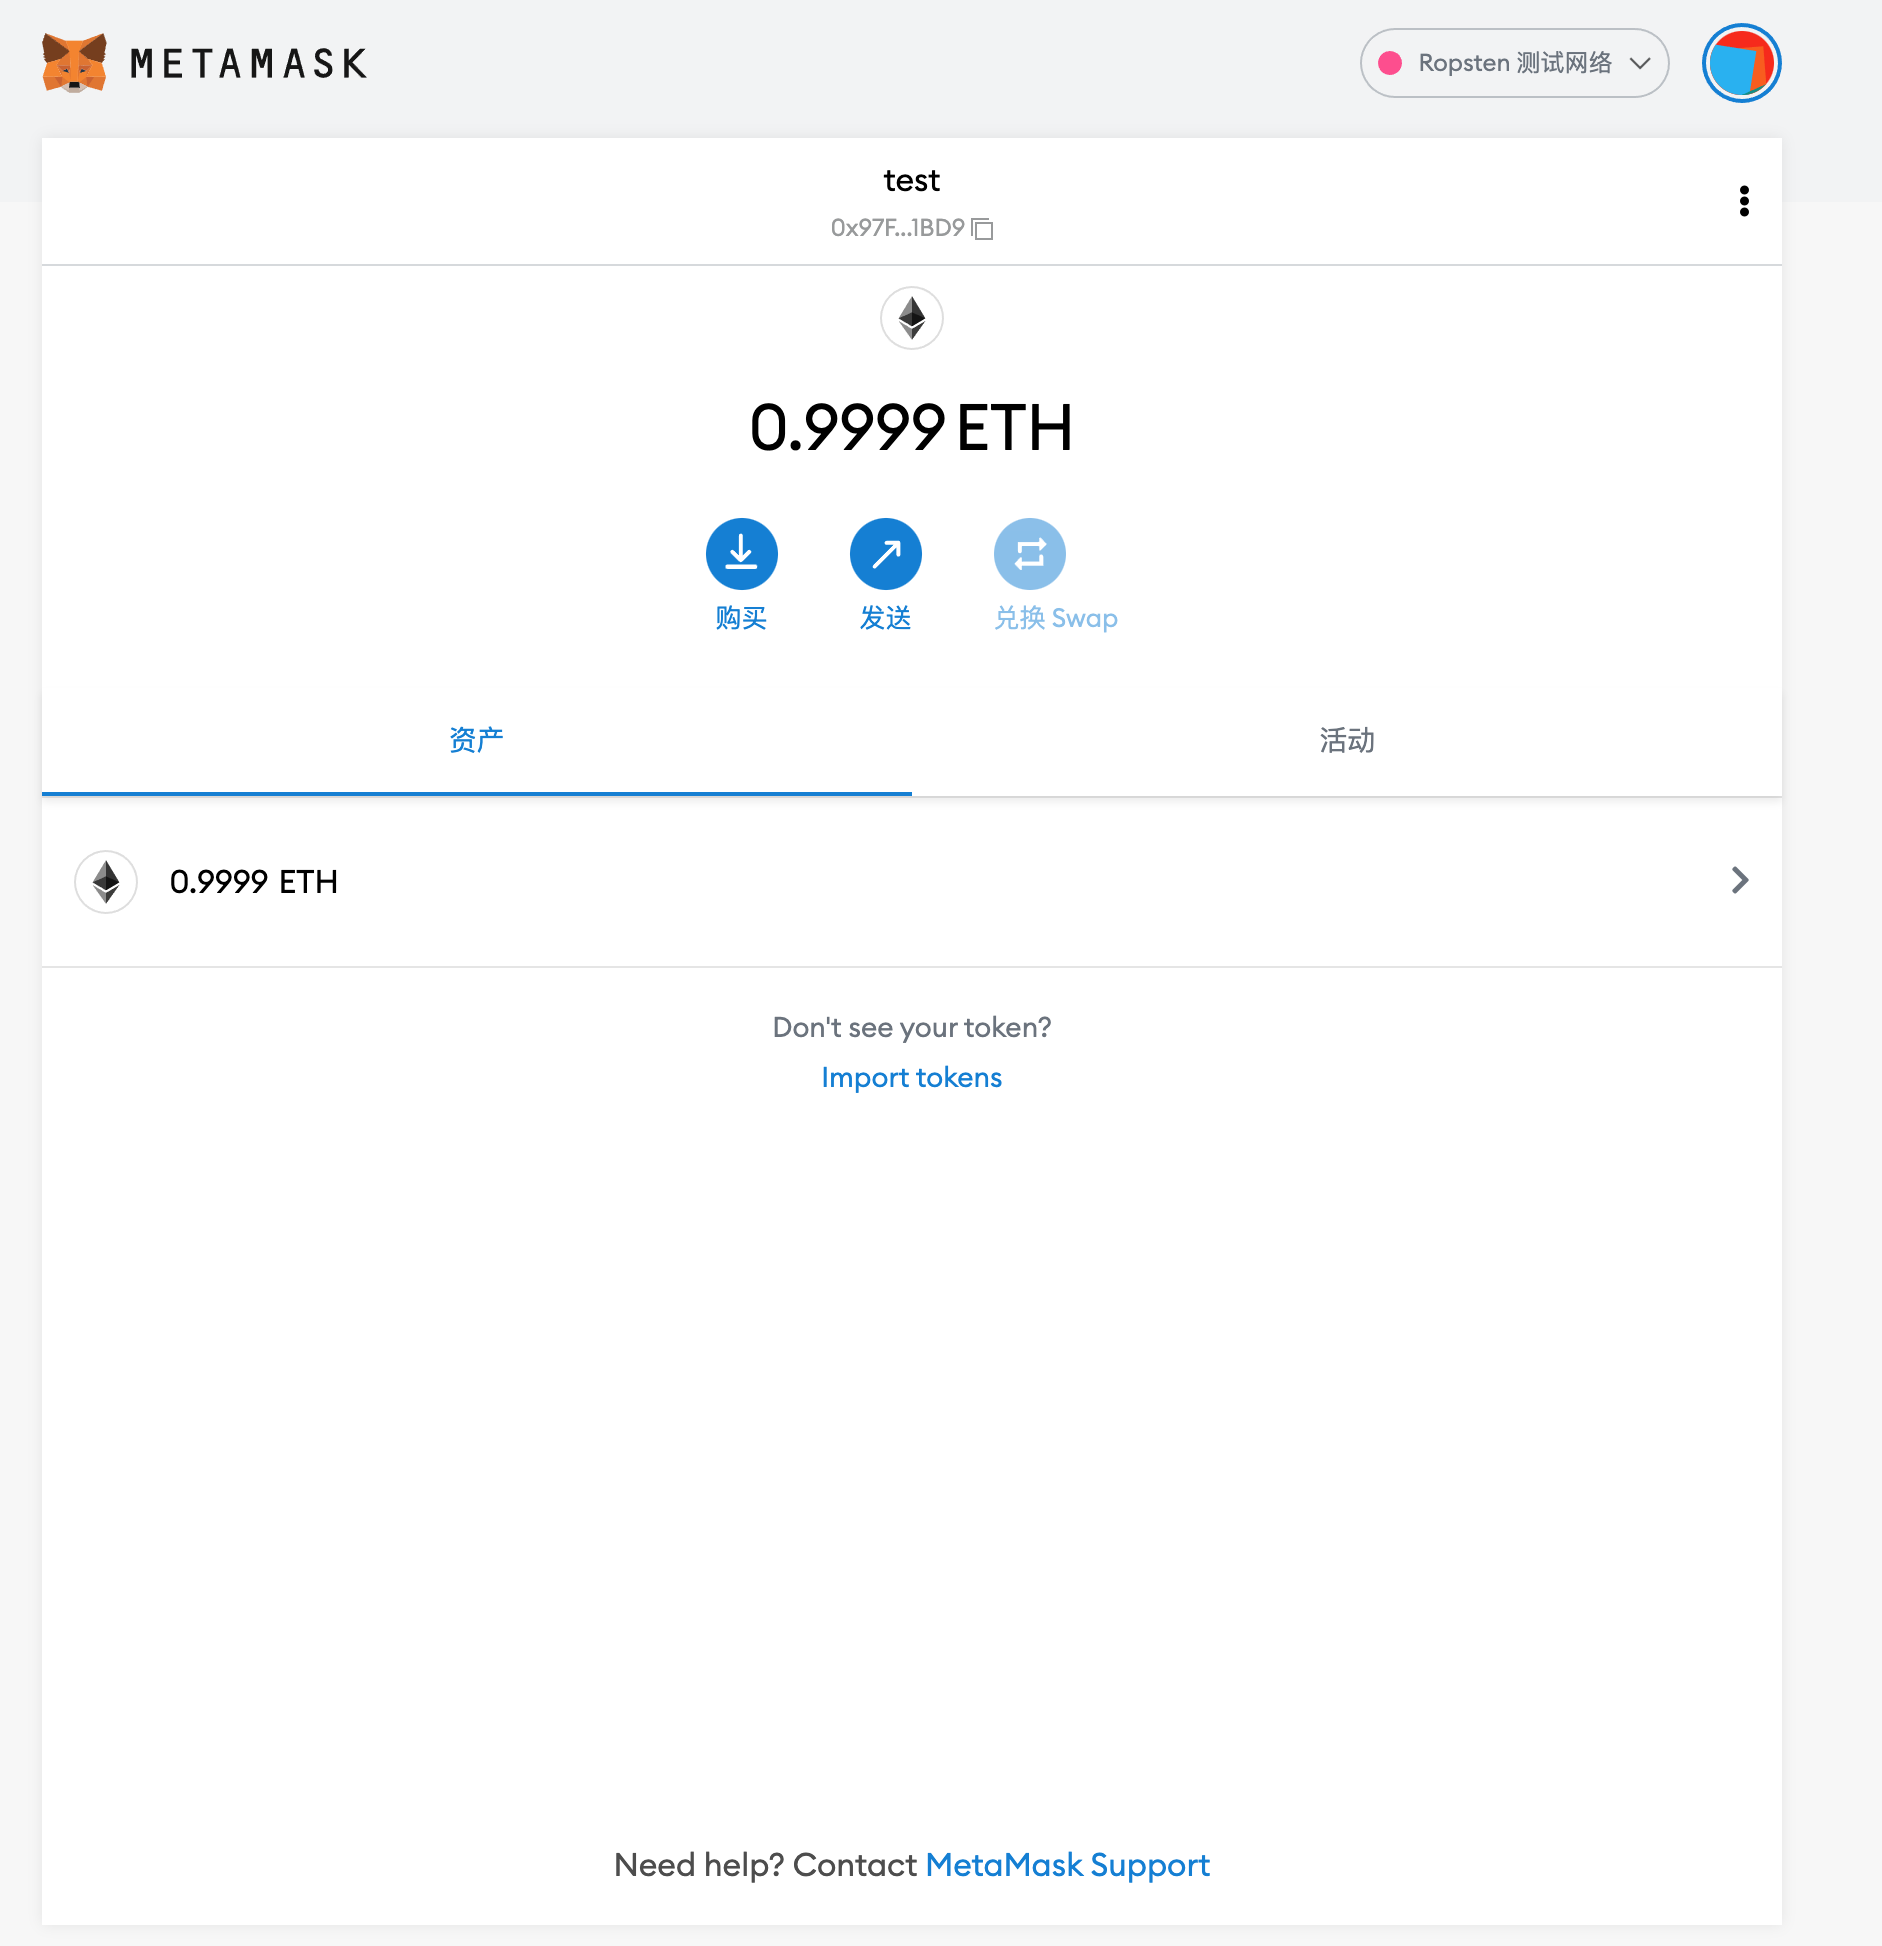 METAMASK
Ropsten 测试网络
test
0x97F...1BD9
0.9999 ETH
购买
发送
兑换 Swap
资产
活动
0.9999 ETH
Don't see your token?
Import tokens
Need help? Contact MetaMask Support